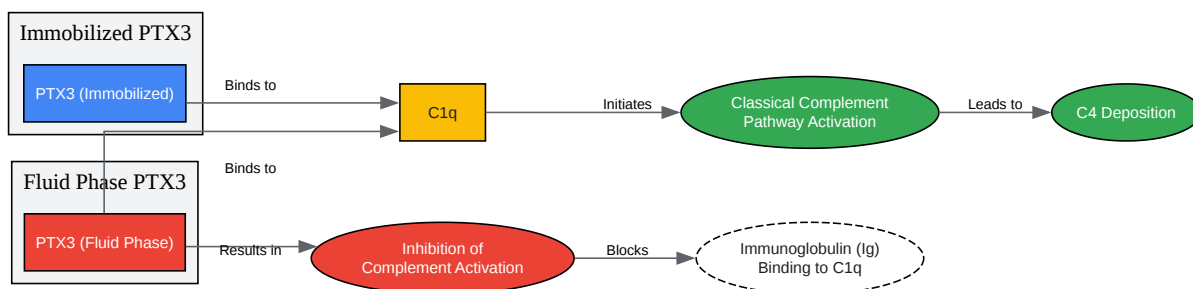 Immobilized PTX3
PTX3 (Immobilized)
Binds to
C1q
Initiates
Classical Complement
Pathway Activation
Leads to
C4 Deposition
Binds to
Fluid Phase PTX3
PTX3 (Fluid Phase)
Results in
Inhibition of
Complement Activation
Blocks
Immunoglobulin (Ig)
Binding to C1q